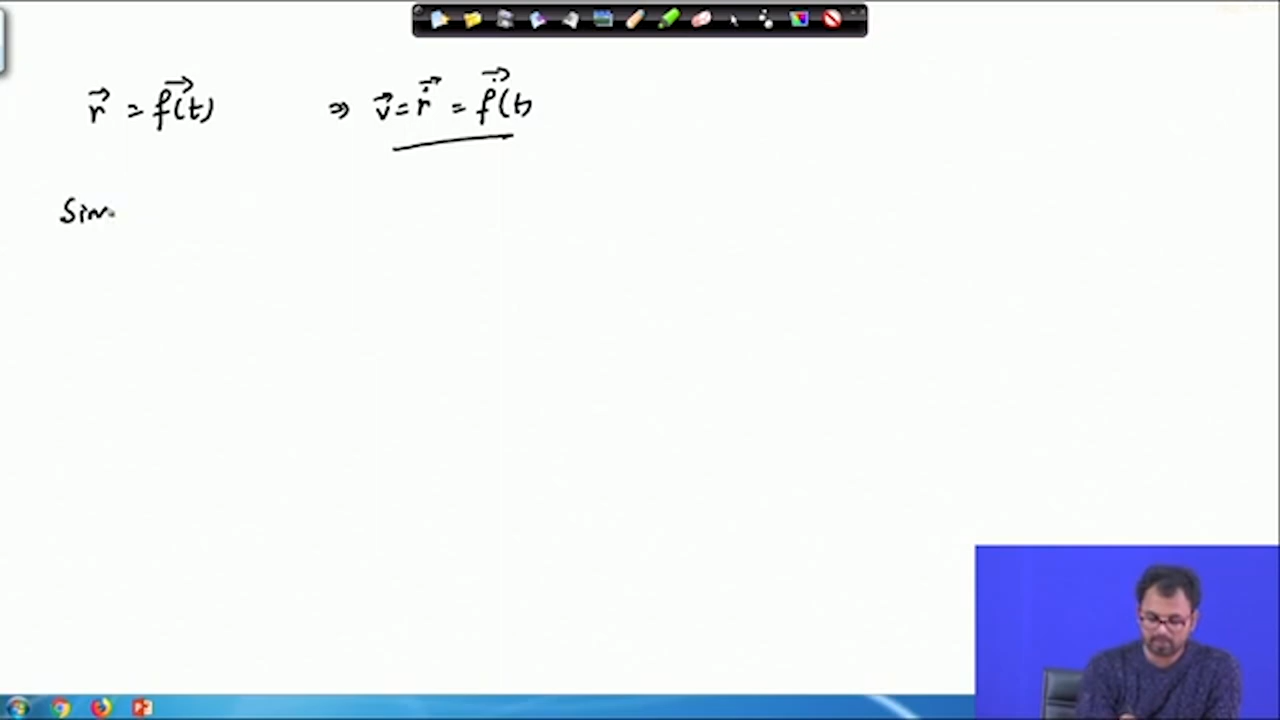 r⃗ = f⃗(t) ⇒ v⃗ = ṙ⃗ = ḟ⃗(t)
Sin